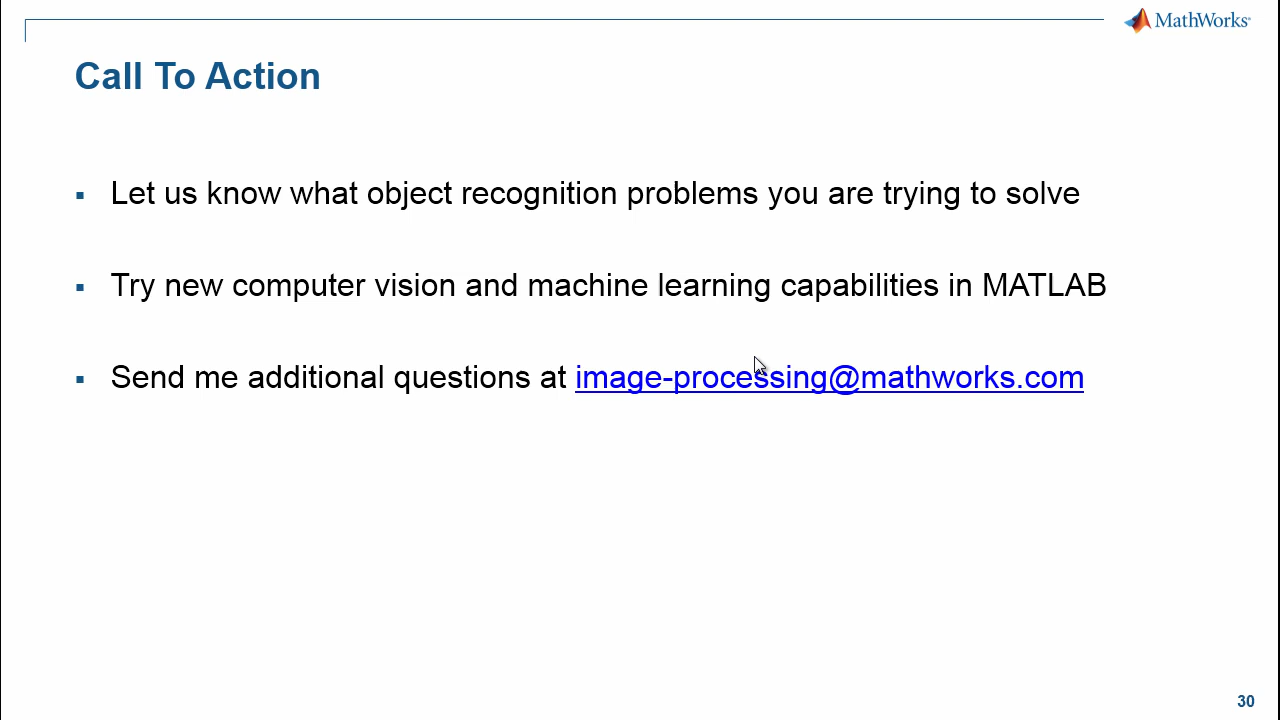 MathWorks®
Call To Action
▪ Let us know what object recognition problems you are trying to solve
▪ Try new computer vision and machine learning capabilities in MATLAB
▪ Send me additional questions at image-processing@mathworks.com
30